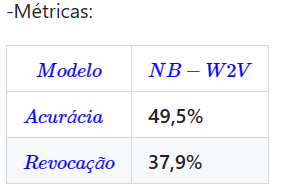 -Métricas:
Modelo NB − W2V
Acurácia 49,5%
Revocação 37,9%